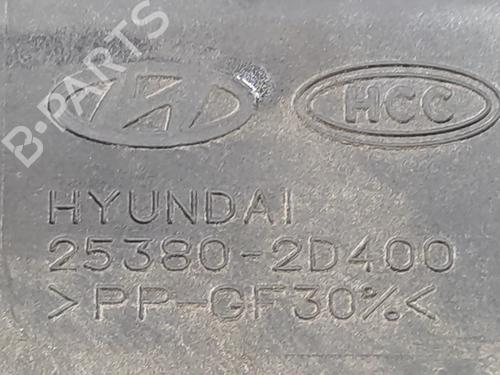 B-PARTS
HCC
HYUNDAI
25380-2D400
>PP-GF30%<